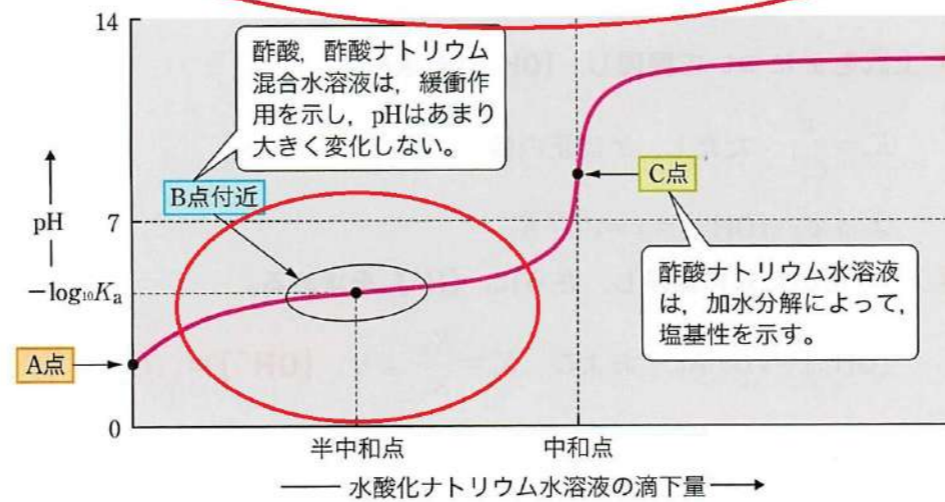 14
酢酸，酢酸ナトリウム
混合水溶液は，緩衝作
用を示し，pHはあまり
大きく変化しない。
B点付近
C点
pH
7
−log₁₀Kₐ
酢酸ナトリウム水溶液
は，加水分解によって，
塩基性を示す。
A点
0
半中和点
中和点
水酸化ナトリウム水溶液の滴下量